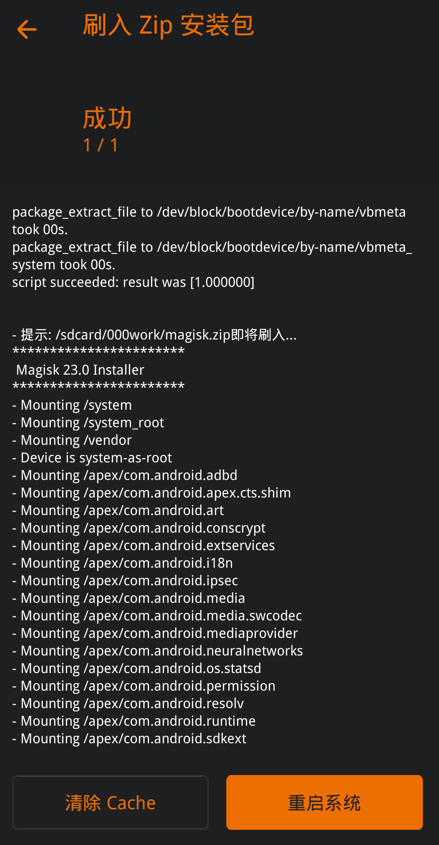 刷入 Zip 安装包
成功
1 / 1
package_extract_file to /dev/block/bootdevice/by-name/vbmeta
took 00s.
package_extract_file to /dev/block/bootdevice/by-name/vbmeta_
system took 00s.
script succeeded: result was [1.000000]
- 提示: /sdcard/000work/magisk.zip即将刷入...
***********************
Magisk 23.0 Installer
***********************
- Mounting /system
- Mounting /system_root
- Mounting /vendor
- Device is system-as-root
- Mounting /apex/com.android.adbd
- Mounting /apex/com.android.apex.cts.shim
- Mounting /apex/com.android.art
- Mounting /apex/com.android.conscrypt
- Mounting /apex/com.android.extservices
- Mounting /apex/com.android.i18n
- Mounting /apex/com.android.ipsec
- Mounting /apex/com.android.media
- Mounting /apex/com.android.media.swcodec
- Mounting /apex/com.android.mediaprovider
- Mounting /apex/com.android.neuralnetworks
- Mounting /apex/com.android.os.statsd
- Mounting /apex/com.android.permission
- Mounting /apex/com.android.resolv
- Mounting /apex/com.android.runtime
- Mounting /apex/com.android.sdkext
清除 Cache
重启系统